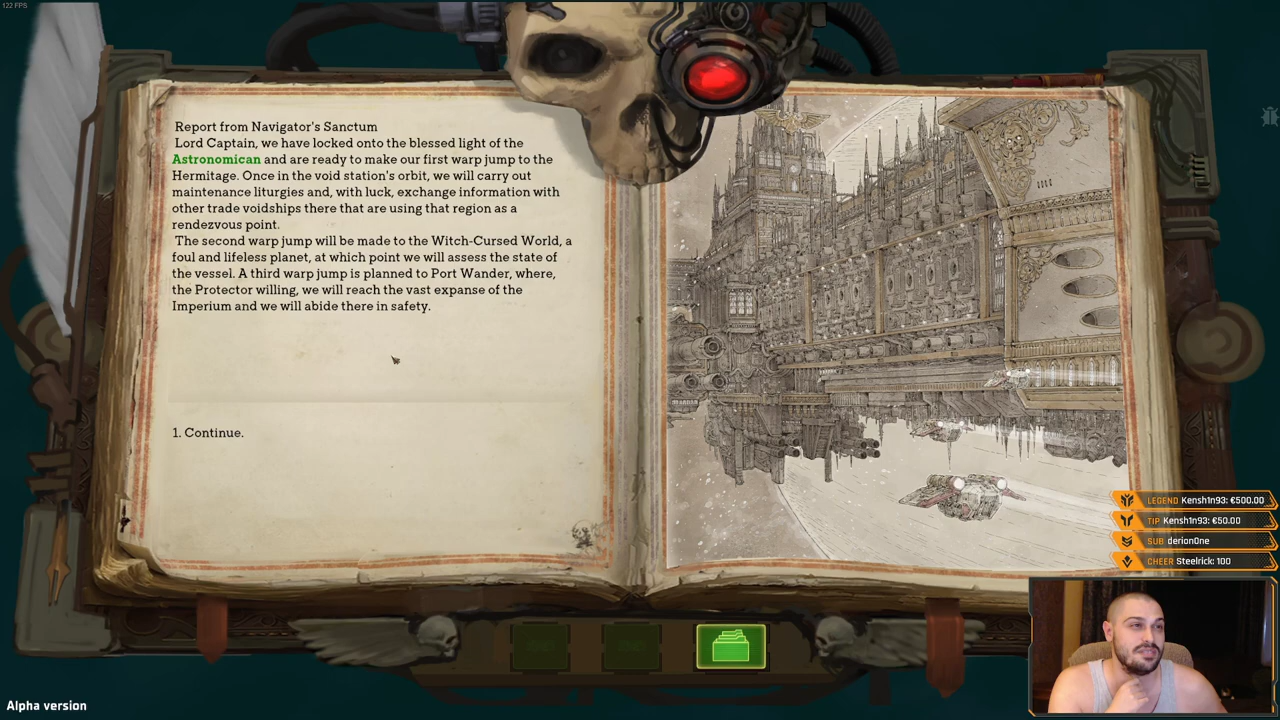 122 FPS
Report from Navigator's Sanctum
Lord Captain, we have locked onto the blessed light of the
Astronomican and are ready to make our first warp jump to the
Hermitage. Once in the void station's orbit, we will carry out
maintenance liturgies and, with luck, exchange information with
other trade voidships there that are using that region as a
rendezvous point.
The second warp jump will be made to the Witch-Cursed World, a
foul and lifeless planet, at which point we will assess the state of
the vessel. A third warp jump is planned to Port Wander, where,
the Protector willing, we will reach the vast expanse of the
Imperium and we will abide there in safety.
1. Continue.
LEGEND Kensh1n93: €500.00
TIP Kensh1n93: €50.00
SUB derion0ne
CHEER Steelrick: 100
Alpha version